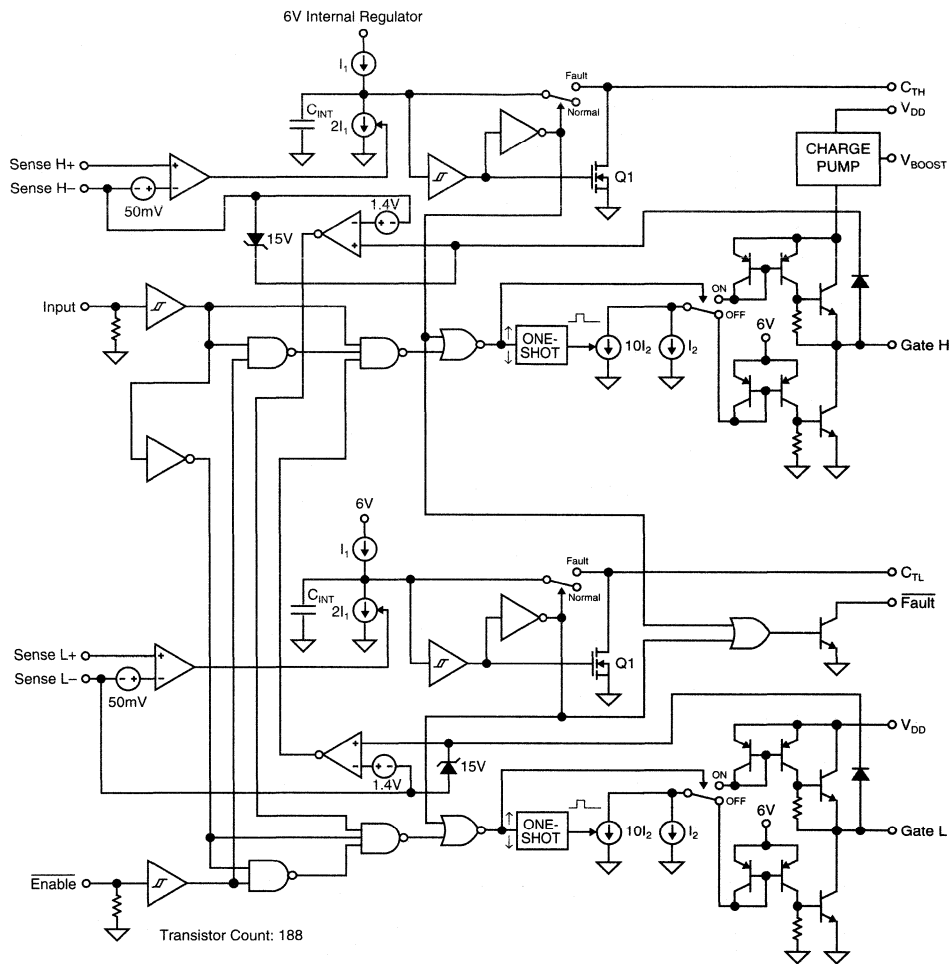 6V Internal Regulator
I1
Fault
CTH
Normal
VDD
CINT
2I1
CHARGE
PUMP
VBOOST
Sense H+
Sense H–
50mV
Q1
1.4V
15V
Input
ON
OFF
6V
ONE-
SHOT
10I2
I2
Gate H
6V
I1
Fault
CTL
Normal
CINT
2I1
Fault
Sense L+
Sense L–
50mV
Q1
VDD
15V
1.4V
ON
OFF
6V
ONE-
SHOT
10I2
I2
Gate L
Enable
Transistor Count: 188